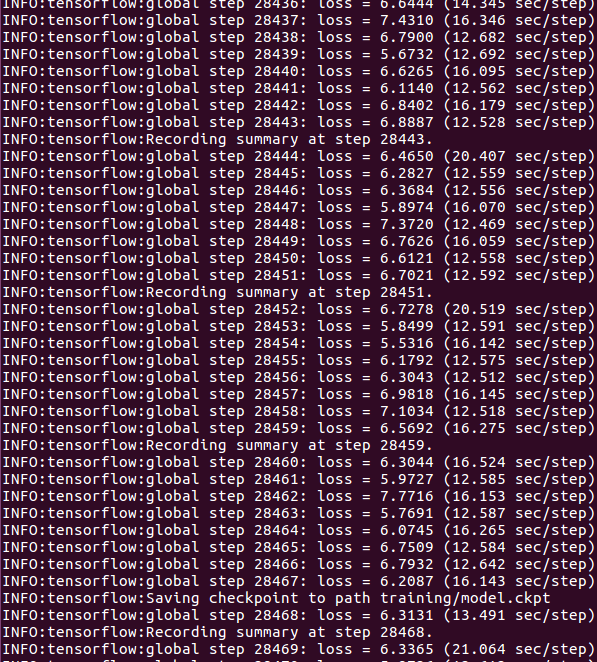 INFO:tensorflow:global step 28436: loss = 6.6444 (14.345 sec/step)
INFO:tensorflow:global step 28437: loss = 7.4310 (16.346 sec/step)
INFO:tensorflow:global step 28438: loss = 6.7900 (12.682 sec/step)
INFO:tensorflow:global step 28439: loss = 5.6732 (12.692 sec/step)
INFO:tensorflow:global step 28440: loss = 6.6265 (16.095 sec/step)
INFO:tensorflow:global step 28441: loss = 6.1140 (12.562 sec/step)
INFO:tensorflow:global step 28442: loss = 6.8402 (16.179 sec/step)
INFO:tensorflow:global step 28443: loss = 6.8887 (12.528 sec/step)
INFO:tensorflow:Recording summary at step 28443.
INFO:tensorflow:global step 28444: loss = 6.4650 (20.407 sec/step)
INFO:tensorflow:global step 28445: loss = 6.2827 (12.559 sec/step)
INFO:tensorflow:global step 28446: loss = 6.3684 (12.556 sec/step)
INFO:tensorflow:global step 28447: loss = 5.8974 (16.070 sec/step)
INFO:tensorflow:global step 28448: loss = 7.3720 (12.469 sec/step)
INFO:tensorflow:global step 28449: loss = 6.7626 (16.059 sec/step)
INFO:tensorflow:global step 28450: loss = 6.6121 (12.558 sec/step)
INFO:tensorflow:global step 28451: loss = 6.7021 (12.592 sec/step)
INFO:tensorflow:Recording summary at step 28451.
INFO:tensorflow:global step 28452: loss = 6.7278 (20.519 sec/step)
INFO:tensorflow:global step 28453: loss = 5.8499 (12.591 sec/step)
INFO:tensorflow:global step 28454: loss = 5.5316 (16.142 sec/step)
INFO:tensorflow:global step 28455: loss = 6.1792 (12.575 sec/step)
INFO:tensorflow:global step 28456: loss = 6.3043 (12.512 sec/step)
INFO:tensorflow:global step 28457: loss = 6.9818 (16.145 sec/step)
INFO:tensorflow:global step 28458: loss = 7.1034 (12.518 sec/step)
INFO:tensorflow:global step 28459: loss = 6.5692 (16.275 sec/step)
INFO:tensorflow:Recording summary at step 28459.
INFO:tensorflow:global step 28460: loss = 6.3044 (16.524 sec/step)
INFO:tensorflow:global step 28461: loss = 5.9727 (12.585 sec/step)
INFO:tensorflow:global step 28462: loss = 7.7716 (16.153 sec/step)
INFO:tensorflow:global step 28463: loss = 5.7691 (12.587 sec/step)
INFO:tensorflow:global step 28464: loss = 6.0745 (16.265 sec/step)
INFO:tensorflow:global step 28465: loss = 6.7509 (12.584 sec/step)
INFO:tensorflow:global step 28466: loss = 6.7932 (12.642 sec/step)
INFO:tensorflow:global step 28467: loss = 6.2087 (16.143 sec/step)
INFO:tensorflow:Saving checkpoint to path training/model.ckpt
INFO:tensorflow:global step 28468: loss = 6.3131 (13.491 sec/step)
INFO:tensorflow:Recording summary at step 28468.
INFO:tensorflow:global step 28469: loss = 6.3365 (21.064 sec/step)